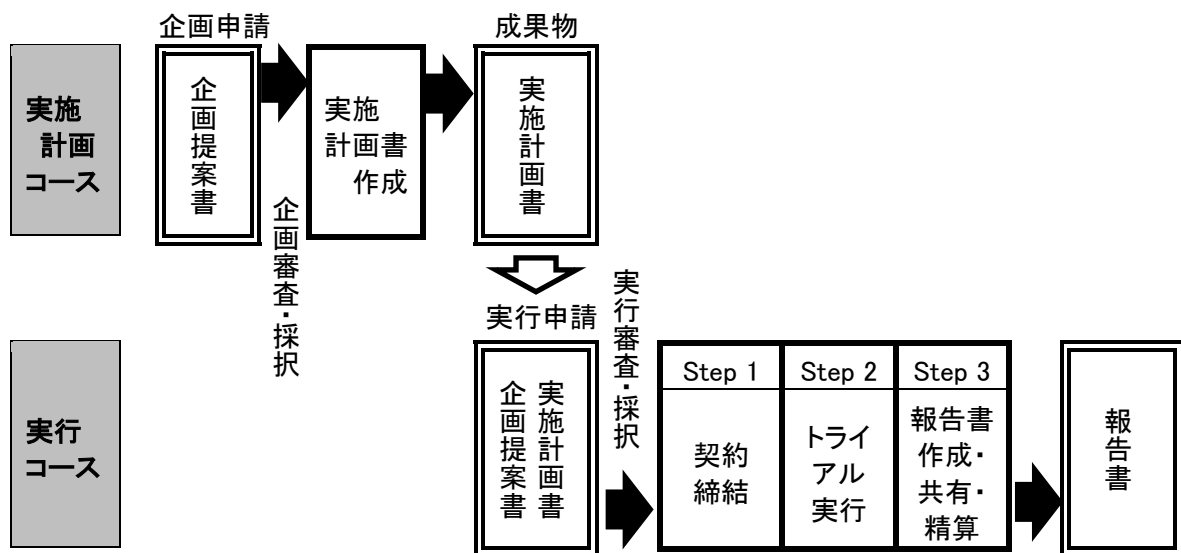 企画申請
成果物
実施
計画
コース
企画提案書
実施
計画書
作成
実施計画書
企画審査・採択
実行申請
実行審査・採択
実行
コース
実施計画書
企画提案書
Step 1
Step 2
Step 3
契約
締結
トライ
アル
実行
報告書
作成・
共有・
精算
報告書